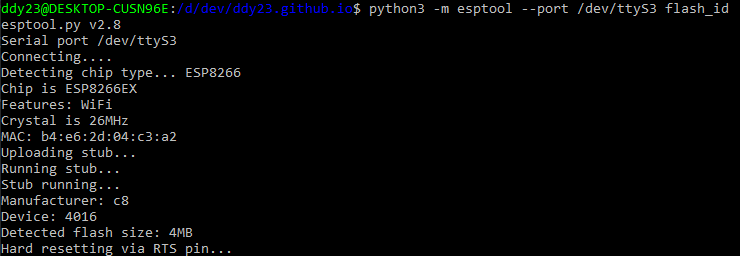 ddy23@DESKTOP-CUSN96E:/d/dev/ddy23.github.io$ python3 -m esptool --port /dev/ttyS3 flash_id
esptool.py v2.8
Serial port /dev/ttyS3
Connecting....
Detecting chip type... ESP8266
Chip is ESP8266EX
Features: WiFi
Crystal is 26MHz
MAC: b4:e6:2d:04:c3:a2
Uploading stub...
Running stub...
Stub running...
Manufacturer: c8
Device: 4016
Detected flash size: 4MB
Hard resetting via RTS pin...